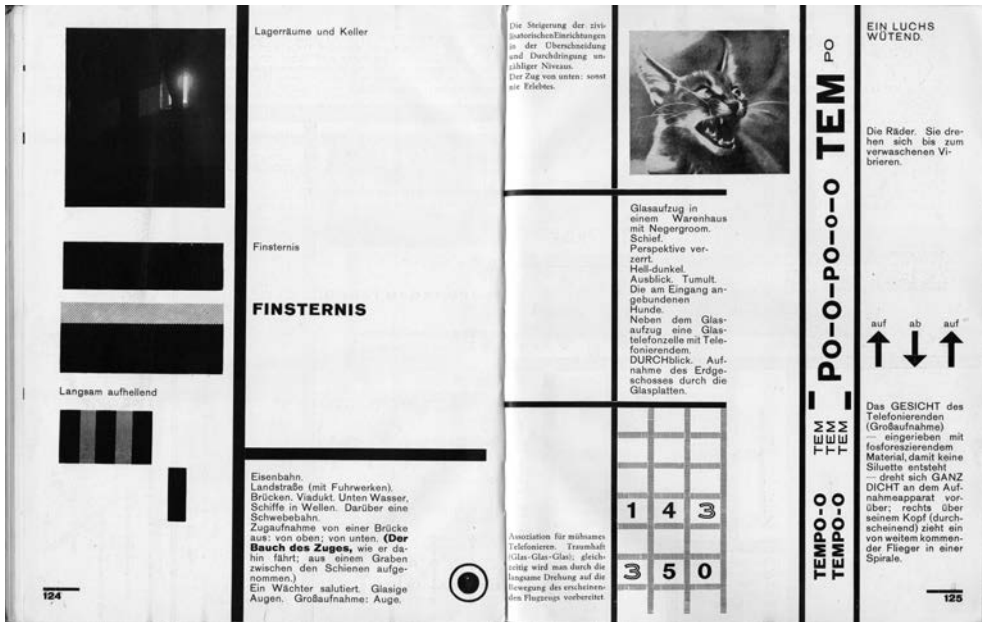 Lagerräume und Keller
Finsternis
FINSTERNIS
Langsam aufhellend
Eisenbahn.
Landstraße (mit Fuhrwerken).
Brücken. Viadukt. Unten Wasser,
Schiffe in Wellen. Darüber eine
Schwebebahn.
Zugaufnahme von einer Brücke
aus: von oben; von unten. (Der
Bauch des Zuges, wie er da-
hin fährt; aus einem Graben
zwischen den Schienen aufge-
nommen.)
Ein Wächter salutiert. Glasige
Augen. Großaufnahme: Auge.
124
Die Steigerung der zivi-
lisatorischen Einrichtungen
in der Überschneidung
und Durchdringung un-
zähliger Niveaus.
Der Zug von unten: sonst
nie Erlebtes.
Glasaufzug in
einem Warenhaus
mit Negergroom.
Schief.
Perspektive ver-
zerrt.
Hell-dunkel.
Ausblick. Tumult.
Die am Eingang an-
gebundenen
Hunde.
Neben dem Glas-
aufzug eine Glas-
telefonzelle mit Tele-
fonierendem.
DURCHblick. Auf-
nahme des Erdge-
schosses durch die
Glasplatten.
Assoziation für mühsames
Telefonieren. Traumhaft
(Glas-Glas-Glas); gleich-
zeitig wird man durch die
langsame Drehung auf die
Bewegung des erscheinen-
den Flugzeugs vorbereitet.
1 4 3
3 5 0
TEMPO-O
TEMPO-O
TEM
TEM
TEM
PO-O-PO-O-O
TEM
PO
EIN LUCHS
WÜTEND.
Die Räder. Sie dre-
hen sich bis zum
verwaschenen Vi-
brieren.
auf ab auf
Das GESICHT des
Telefonierenden
(Großaufnahme)
— eingerieben mit
fosforeszierendem
Material, damit keine
Siluette entsteht
— dreht sich GANZ
DICHT an dem Auf-
nahmeapparat vor-
über; rechts über
seinem Kopf (durch-
scheinend) zieht ein
von weitem kommen-
der Flieger in einer
Spirale.
125